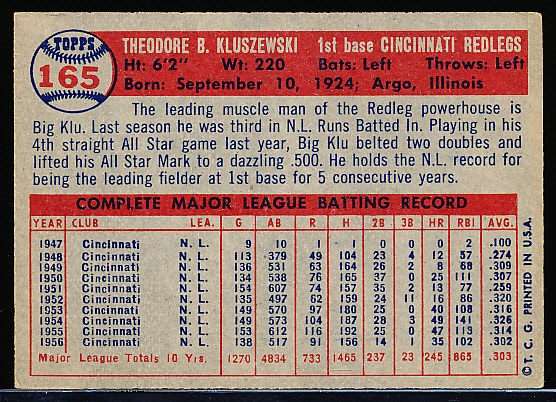 TOPPS
165
THEODORE B. KLUSZEWSKI 1st base CINCINNATI REDLEGS
Ht: 6'2" Wt: 220 Bats: Left Throws: Left
Born: September 10, 1924; Argo, Illinois
The leading muscle man of the Redleg powerhouse is
Big Klu. Last season he was third in N.L. Runs Batted In. Playing in his
4th straight All Star game last year, Big Klu belted two doubles and
lifted his All Star Mark to a dazzling .500. He holds the N.L. record for
being the leading fielder at 1st base for 5 consecutive years.
COMPLETE MAJOR LEAGUE BATTING RECORD
YEAR CLUB LEA. G AB R H 2B 3B HR RBI AVG.
1947 Cincinnati N. L. 9 10 1 1 0 0 0 2 .100
1948 Cincinnati N. L. 113 379 49 104 23 4 12 57 .274
1949 Cincinnati N. L. 136 531 63 164 26 2 8 68 .309
1950 Cincinnati N. L. 134 538 76 165 37 0 25 111 .307
1951 Cincinnati N. L. 154 607 74 157 35 2 13 77 .259
1952 Cincinnati N. L. 135 497 62 159 24 11 16 86 .320
1953 Cincinnati N. L. 149 570 97 180 25 0 40 108 .316
1954 Cincinnati N. L. 149 573 104 187 28 3 49 141 .326
1955 Cincinnati N. L. 153 612 116 192 25 0 47 113 .314
1956 Cincinnati N. L. 138 517 91 156 14 1 35 102 .302
Major League Totals 10 Yrs. 1270 4834 733 1465 237 23 245 865 .303
© T. C. G. PRINTED IN U.S.A.